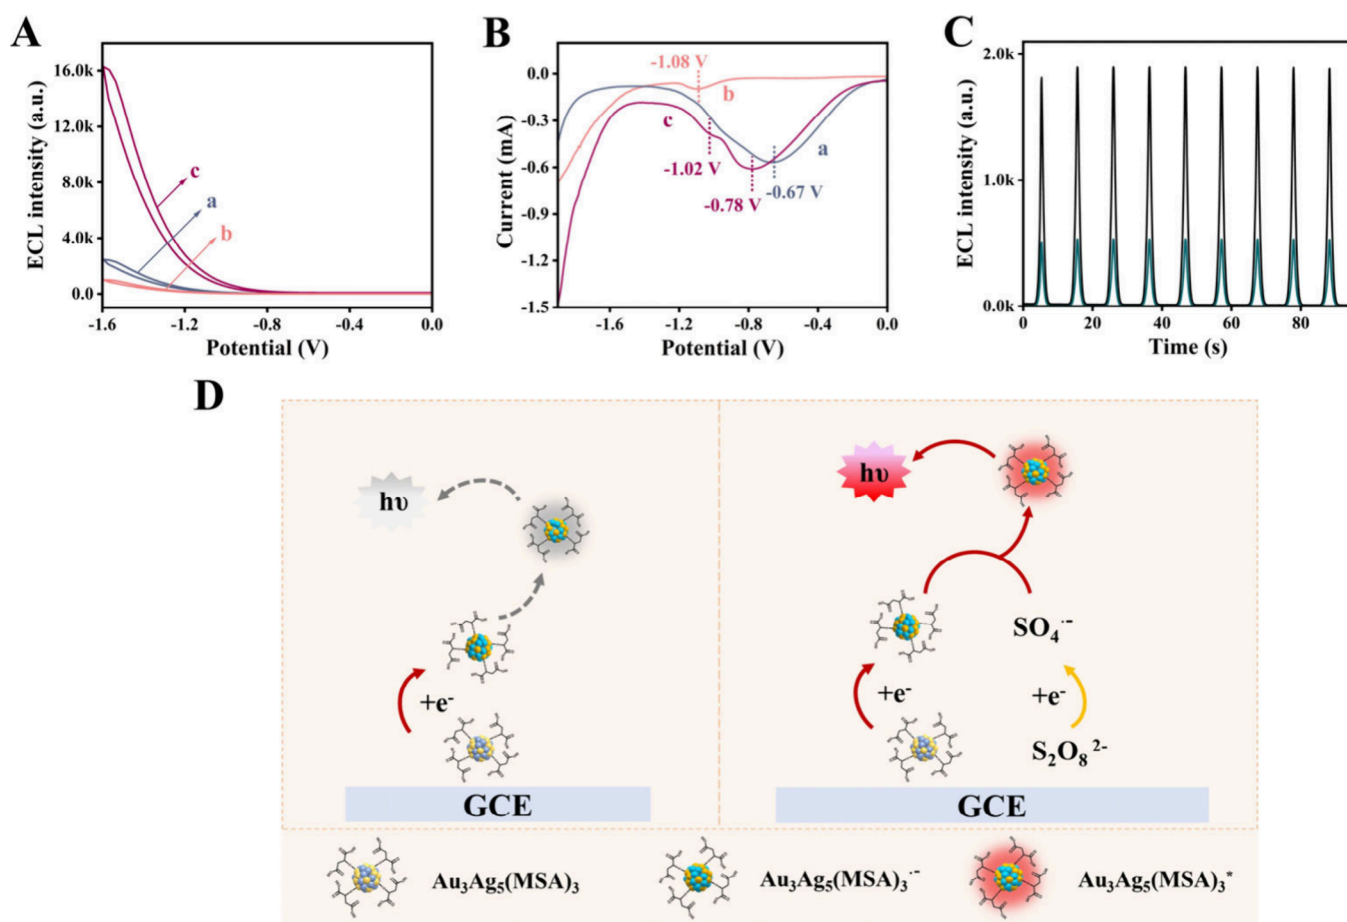 A
ECL intensity (a.u.)
16.0k
12.0k
8.0k
4.0k
0.0
c
a
b
-1.6
-1.2
-0.8
-0.4
0.0
Potential (V)
B
Current (mA)
0.0
-0.3
-0.6
-0.9
-1.2
-1.5
-1.08 V
b
c
a
-1.02 V
-0.78 V
-0.67 V
-1.6
-1.2
-0.8
-0.4
0.0
Potential (V)
C
ECL intensity (a.u.)
2.0k
1.0k
0.0k
0
20
40
60
80
Time (s)
D
hυ
+e⁻
GCE
hυ
SO₄·⁻
+e⁻
+e⁻
S₂O₈²⁻
GCE
Au₃Ag₅(MSA)₃
Au₃Ag₅(MSA)₃·⁻
Au₃Ag₅(MSA)₃*